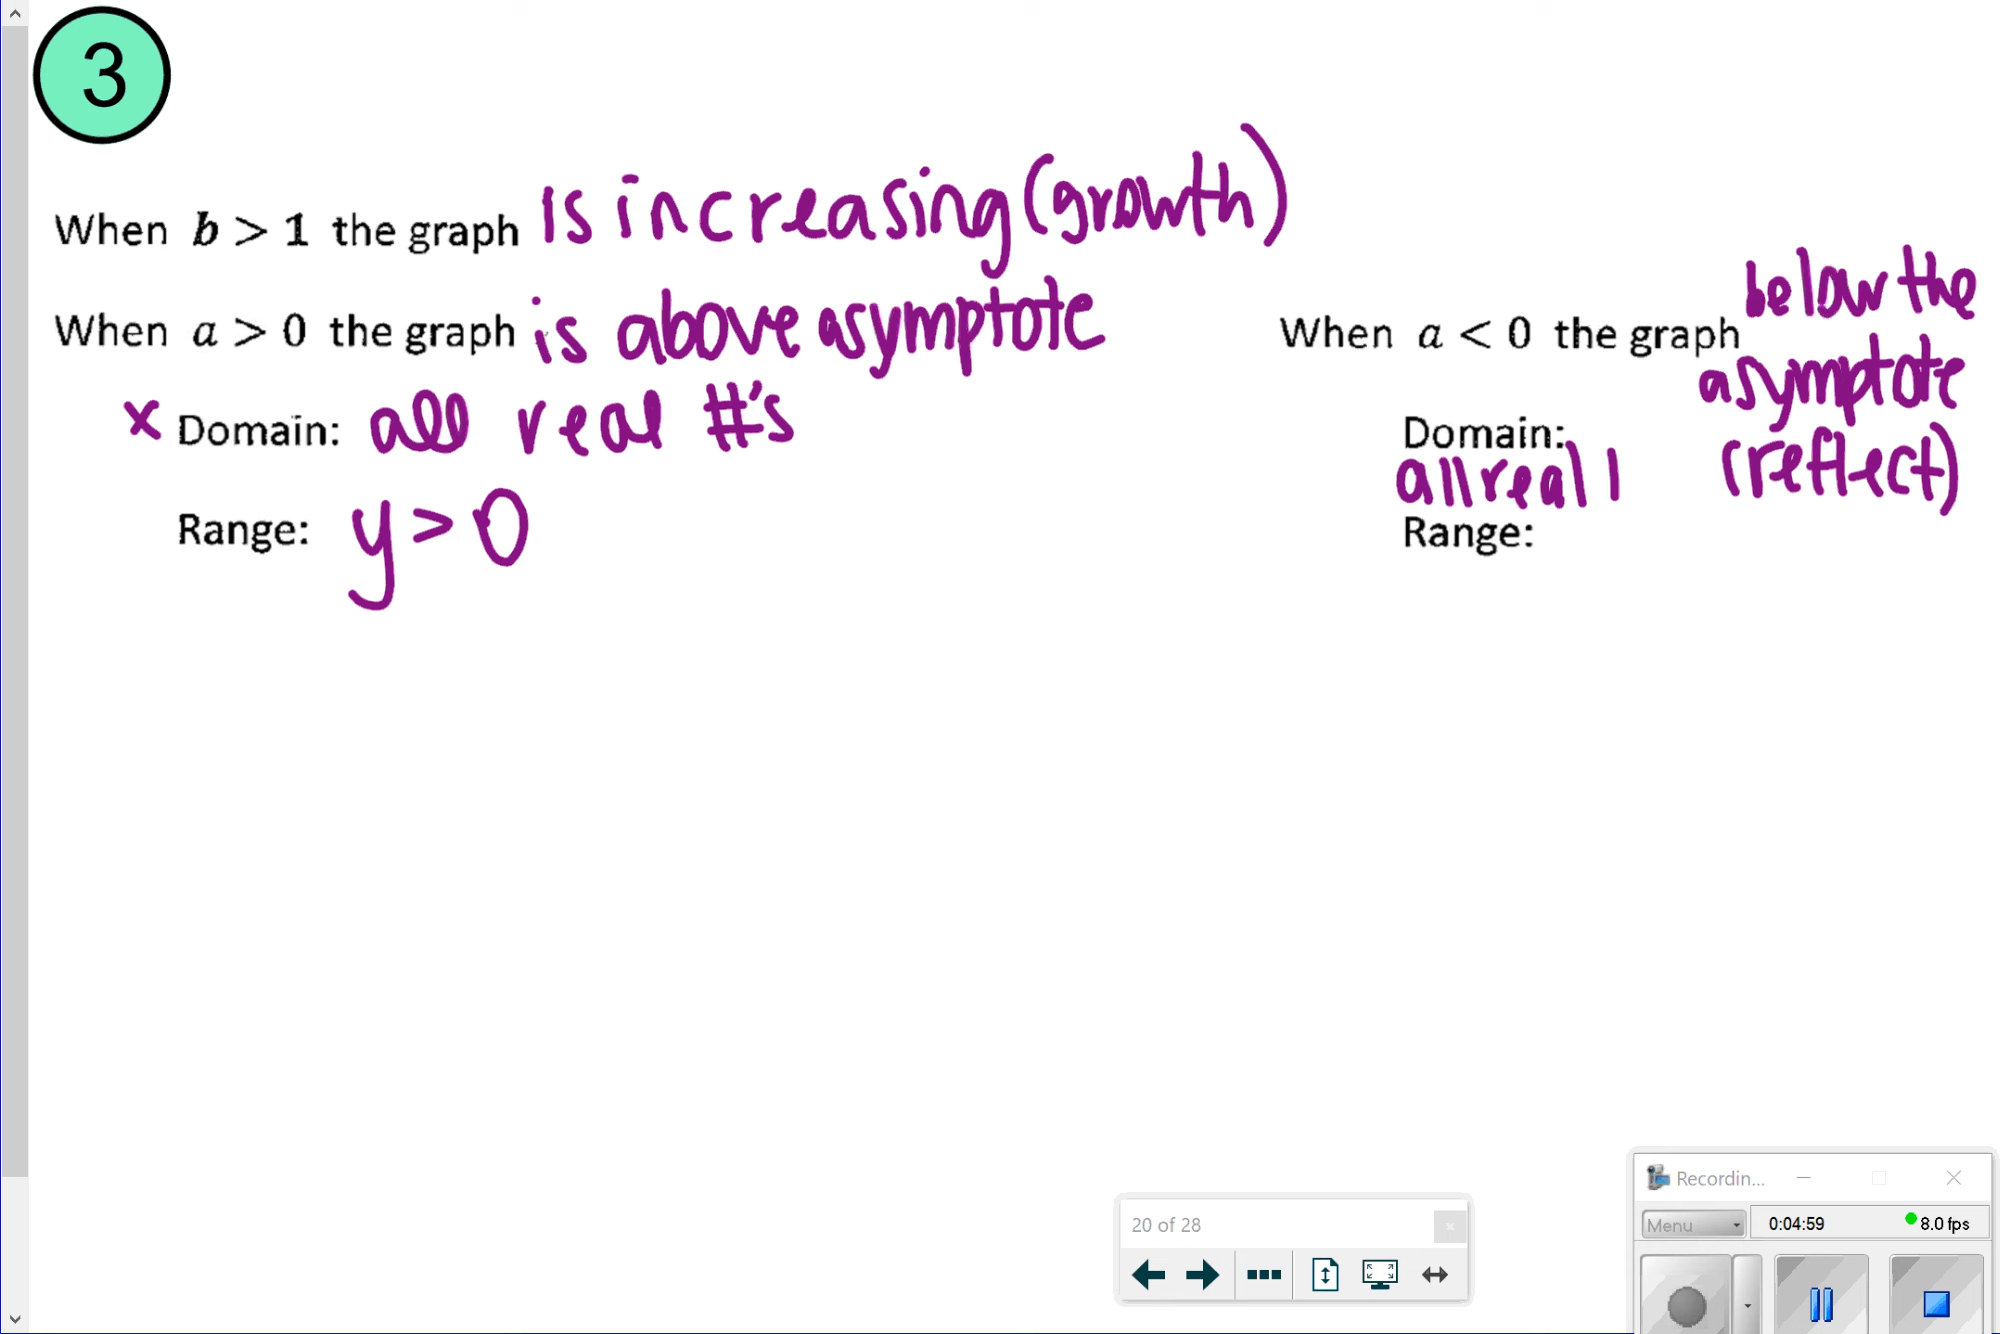 3
When b > 1 the graph is increasing (growth)
When a > 0 the graph is above asymptote
x Domain: all real #'s
Range: y > 0
When a < 0 the graph below the
asymptote
(reflect)
Domain:
all real |
Range:
Recordin...
Menu 0:04:59 8.0 fps
20 of 28